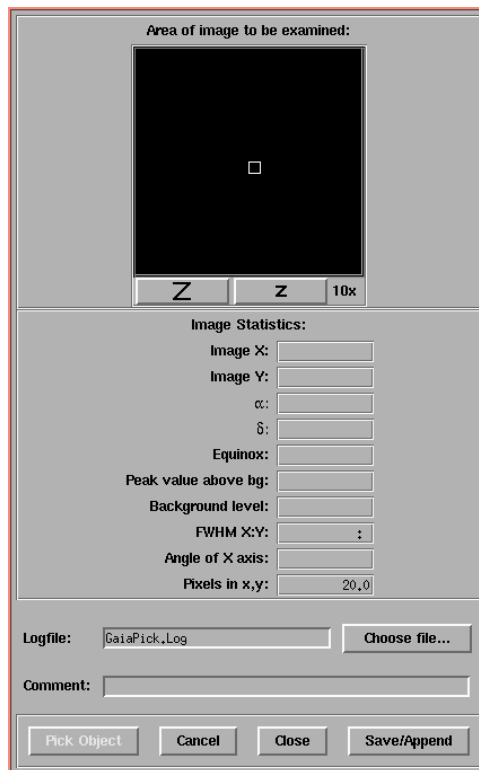 Area of image to be examined:
Z z 10x
Image Statistics:
Image X:
Image Y:
α:
δ:
Equinox:
Peak value above bg:
Background level:
FWHM X:Y: :
Angle of X axis:
Pixels in x,y: 20.0
Logfile: GaiaPick.Log Choose file...
Comment:
Pick Object Cancel Close Save/Append